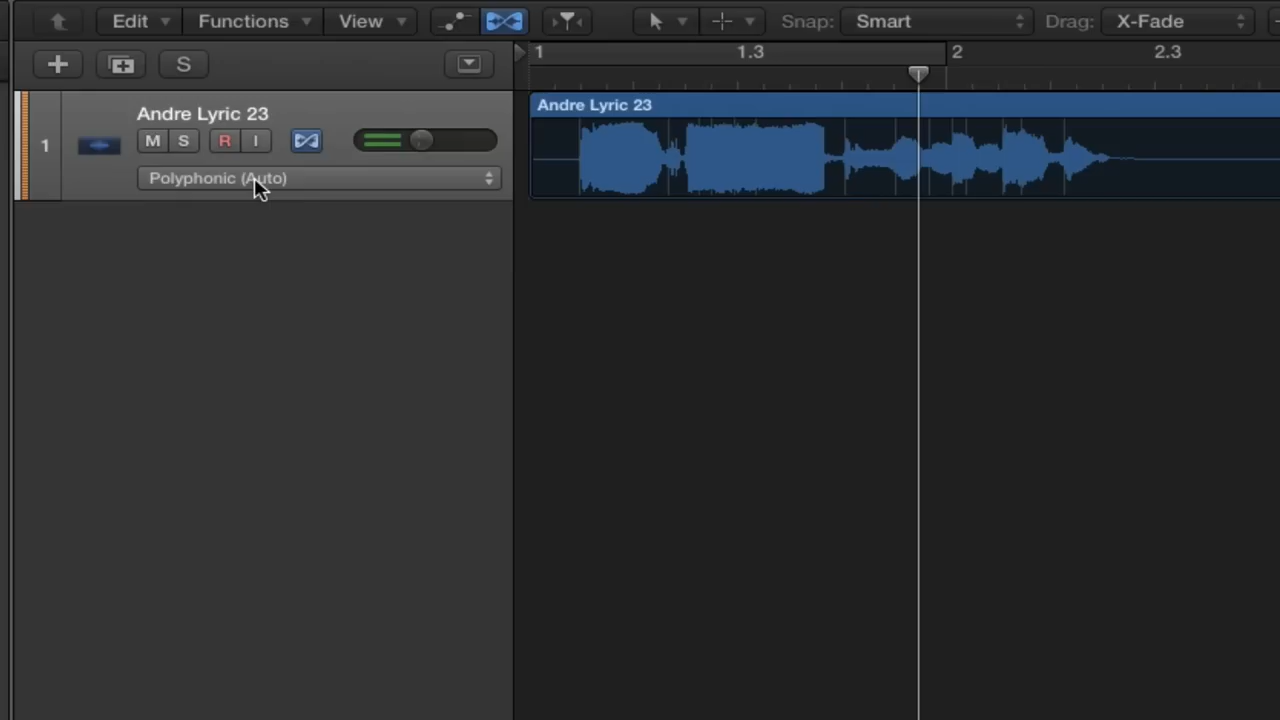 Edit Functions View Snap: Smart Drag: X-Fade
S
1 1.3 2 2.3
Andre Lyric 23
1
M S R I
Polyphonic (Auto)
Andre Lyric 23